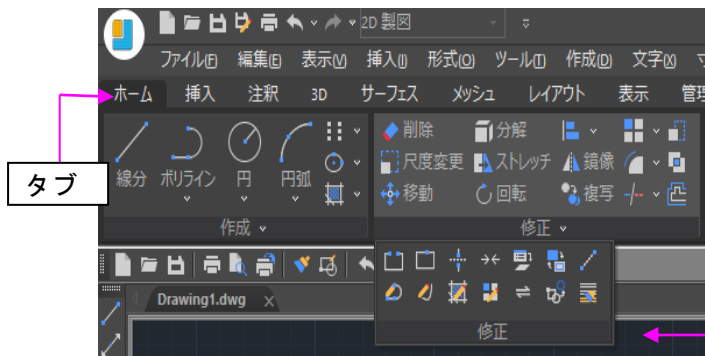 2D 製図
ファイル(F) 編集(E) 表示(V) 挿入(I) 形式(O) ツール(T) 作成(D) 文字(X)
ホーム 挿入 注釈 3D サーフェス メッシュ レイアウト 表示 管理
削除 分解
尺度変更 ストレッチ 鏡像
線分 ポリライン 円 円弧
移動 回転 複写
タブ
作成 修正
Drawing1.dwg
修正